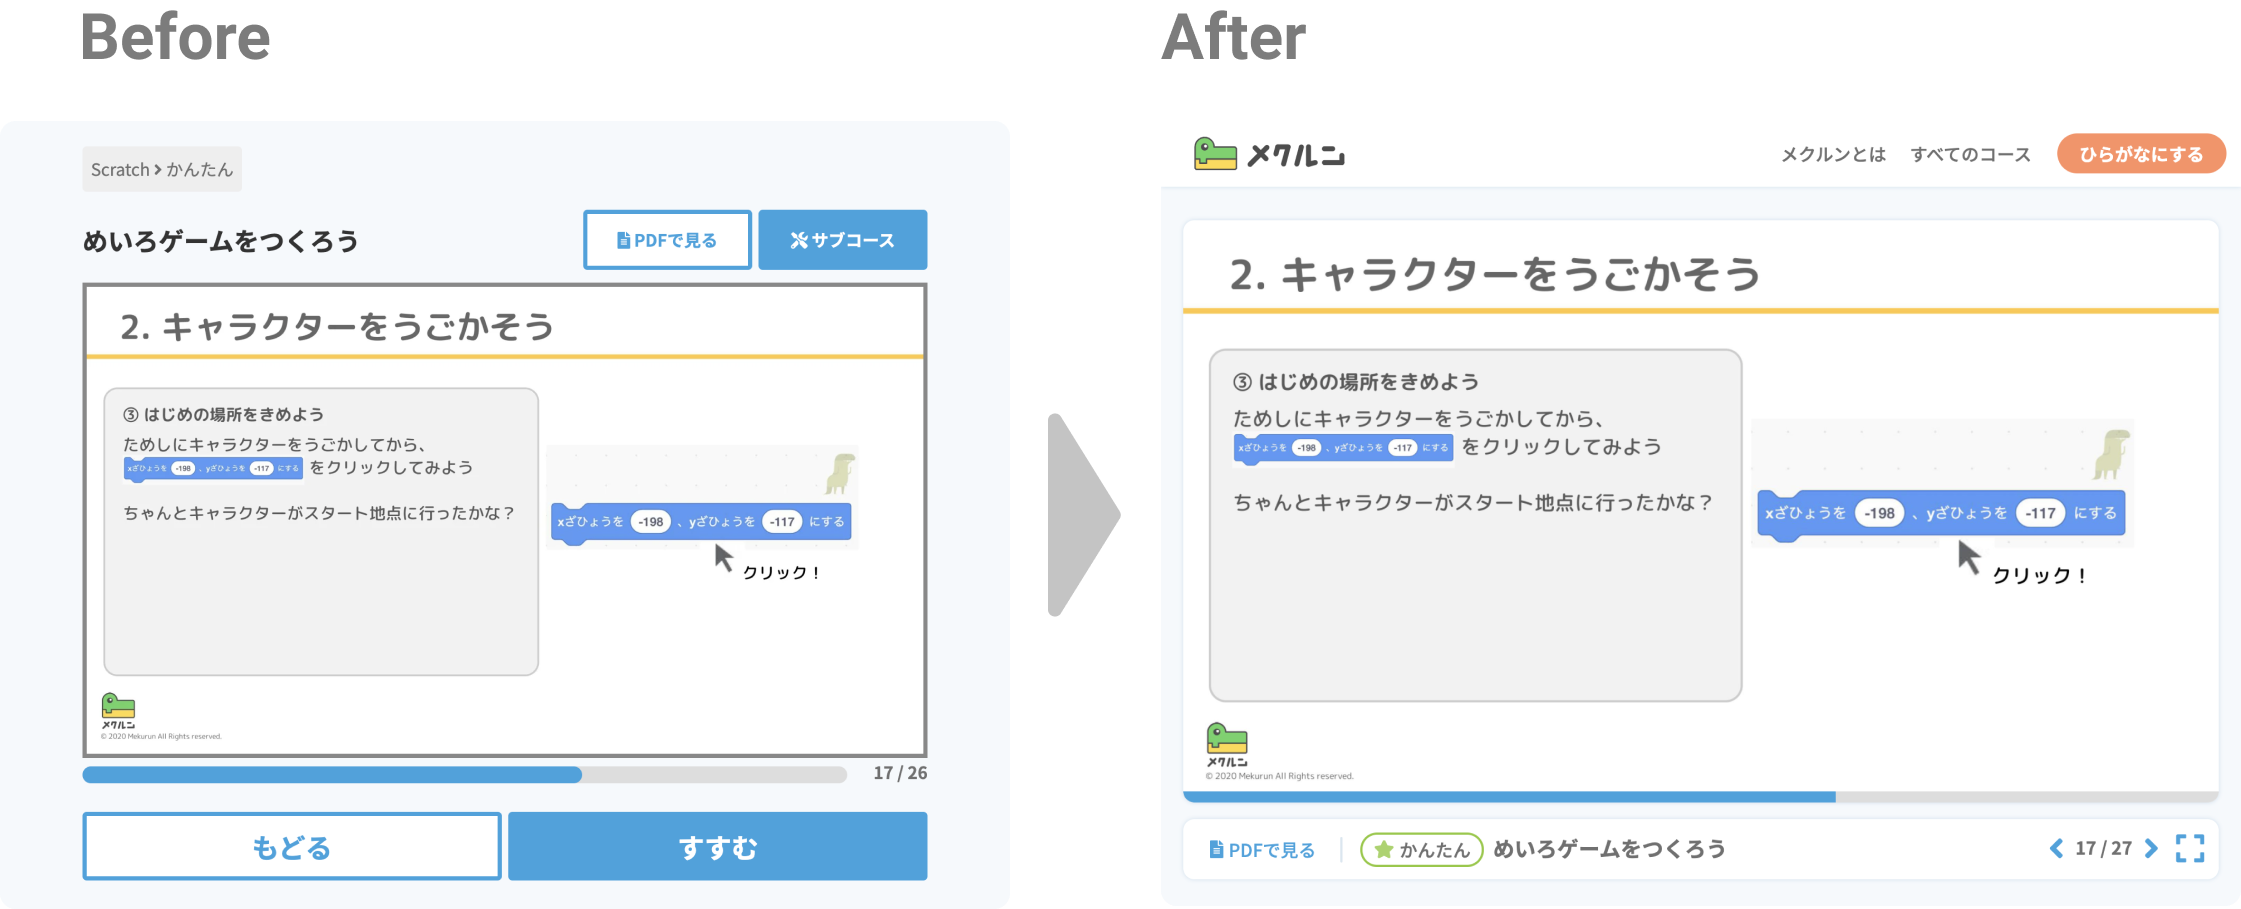 Before
Scratch > かんたん
めいろゲームをつくろう
PDFで見る
サブコース
2. キャラクターをうごかそう
③ はじめの場所をきめよう
ためしにキャラクターをうごかしてから、
xざひょうを -198 、yざひょうを -117 にする をクリックしてみよう
ちゃんとキャラクターがスタート地点に行ったかな？
xざひょうを -198 、yざひょうを -117 にする
クリック！
メクルン
© 2020 Mekurun All Rights reserved.
17 / 26
もどる
すすむ
After
メクルン
メクルンとは
すべてのコース
ひらがなにする
2. キャラクターをうごかそう
③ はじめの場所をきめよう
ためしにキャラクターをうごかしてから、
xざひょうを -198 、yざひょうを -117 にする をクリックしてみよう
ちゃんとキャラクターがスタート地点に行ったかな？
xざひょうを -198 、yざひょうを -117 にする
クリック！
メクルン
© 2020 Mekurun All Rights reserved.
PDFで見る
かんたん
めいろゲームをつくろう
17 / 27